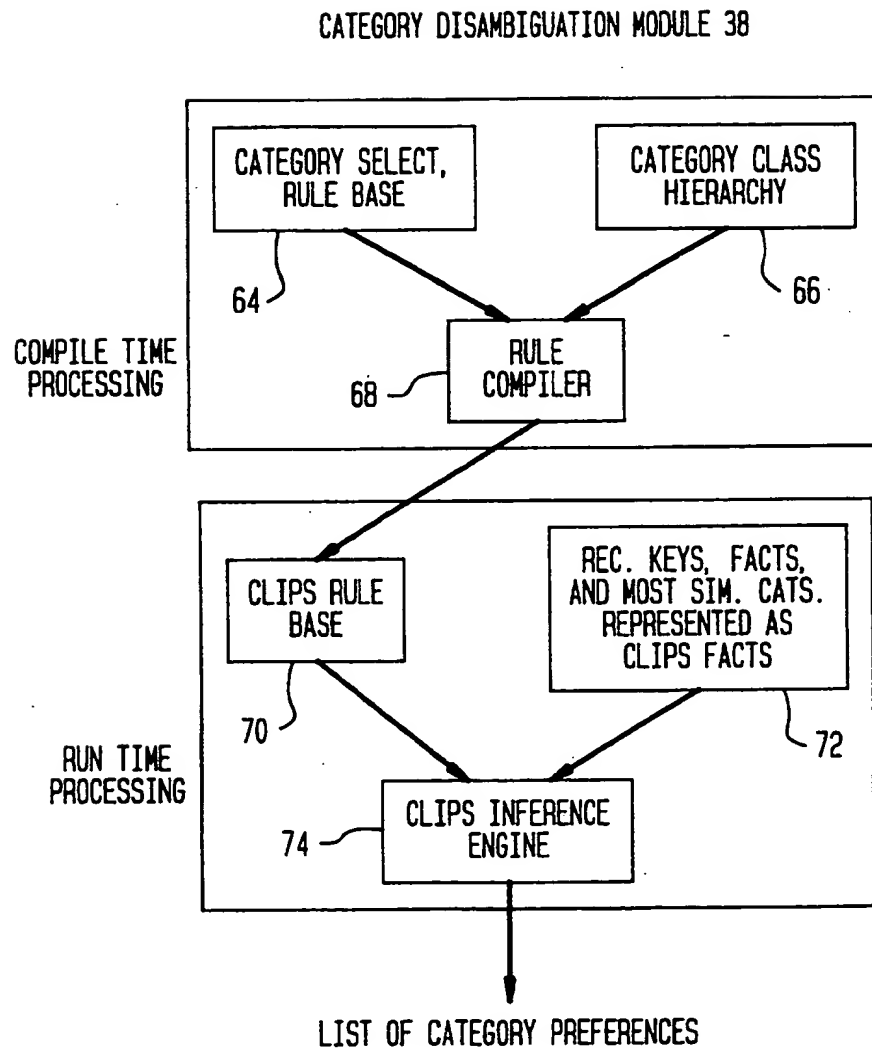 CATEGORY DISAMBIGUATION MODULE 38
CATEGORY SELECT,
RULE BASE
CATEGORY CLASS
HIERARCHY
64
66
COMPILE TIME
PROCESSING
RULE
COMPILER
68
CLIPS RULE
BASE
REC. KEYS, FACTS,
AND MOST SIM. CATS.
REPRESENTED AS
CLIPS FACTS
70
72
RUN TIME
PROCESSING
CLIPS INFERENCE
ENGINE
74
LIST OF CATEGORY PREFERENCES